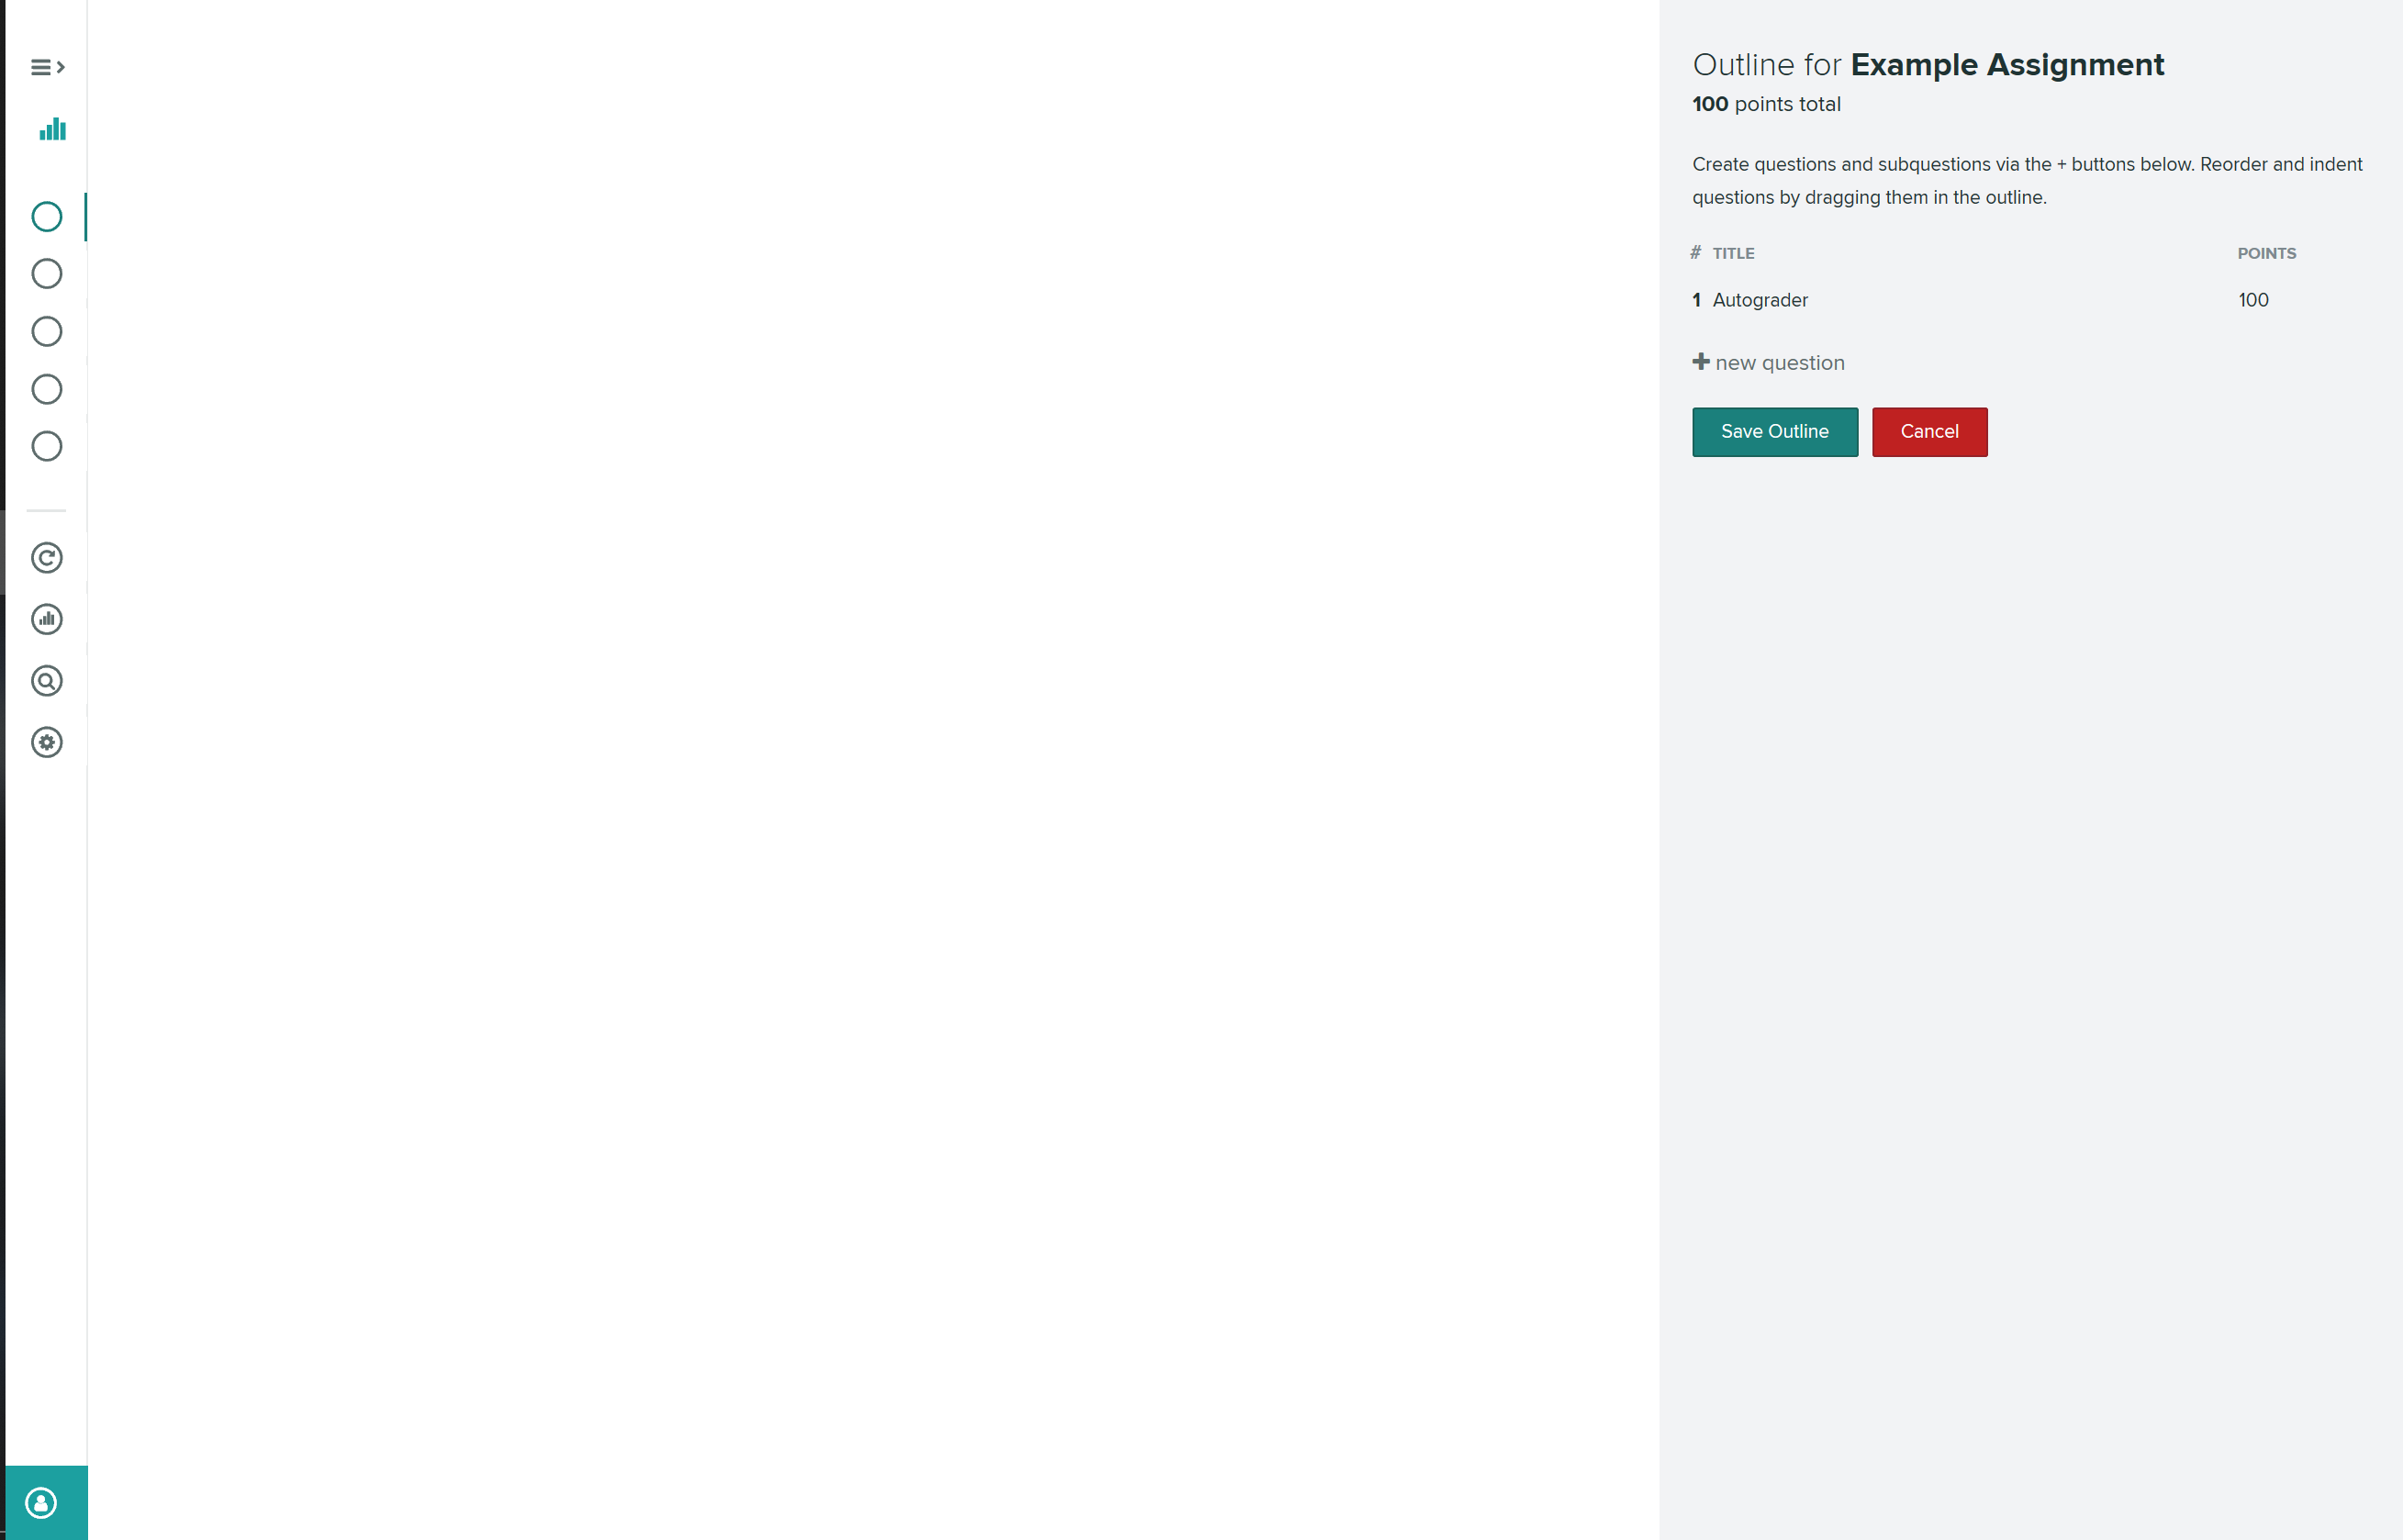 Outline for Example Assignment
100 points total
Create questions and subquestions via the + buttons below. Reorder and indent
questions by dragging them in the outline.
# TITLE POINTS
1 Autograder 100
+ new question
Save Outline Cancel